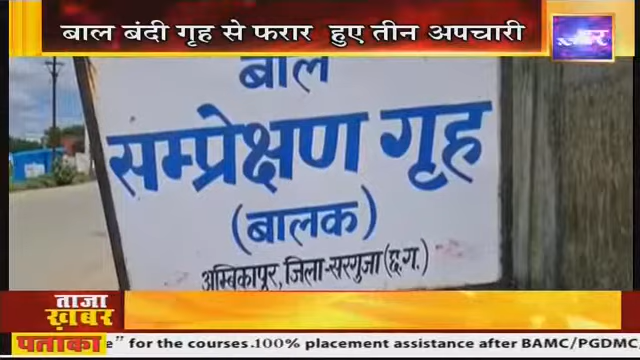 बाल बंदी गृह से फरार हुए तीन अपचारी
बाल
सम्प्रेक्षण गृह
(बालक)
अम्बिकापुर, जिला-सरगुजा (छ.ग.)
ताजा
ख़बर
पताका
e” for the courses.100% placement assistance after BAMC/PGDMC